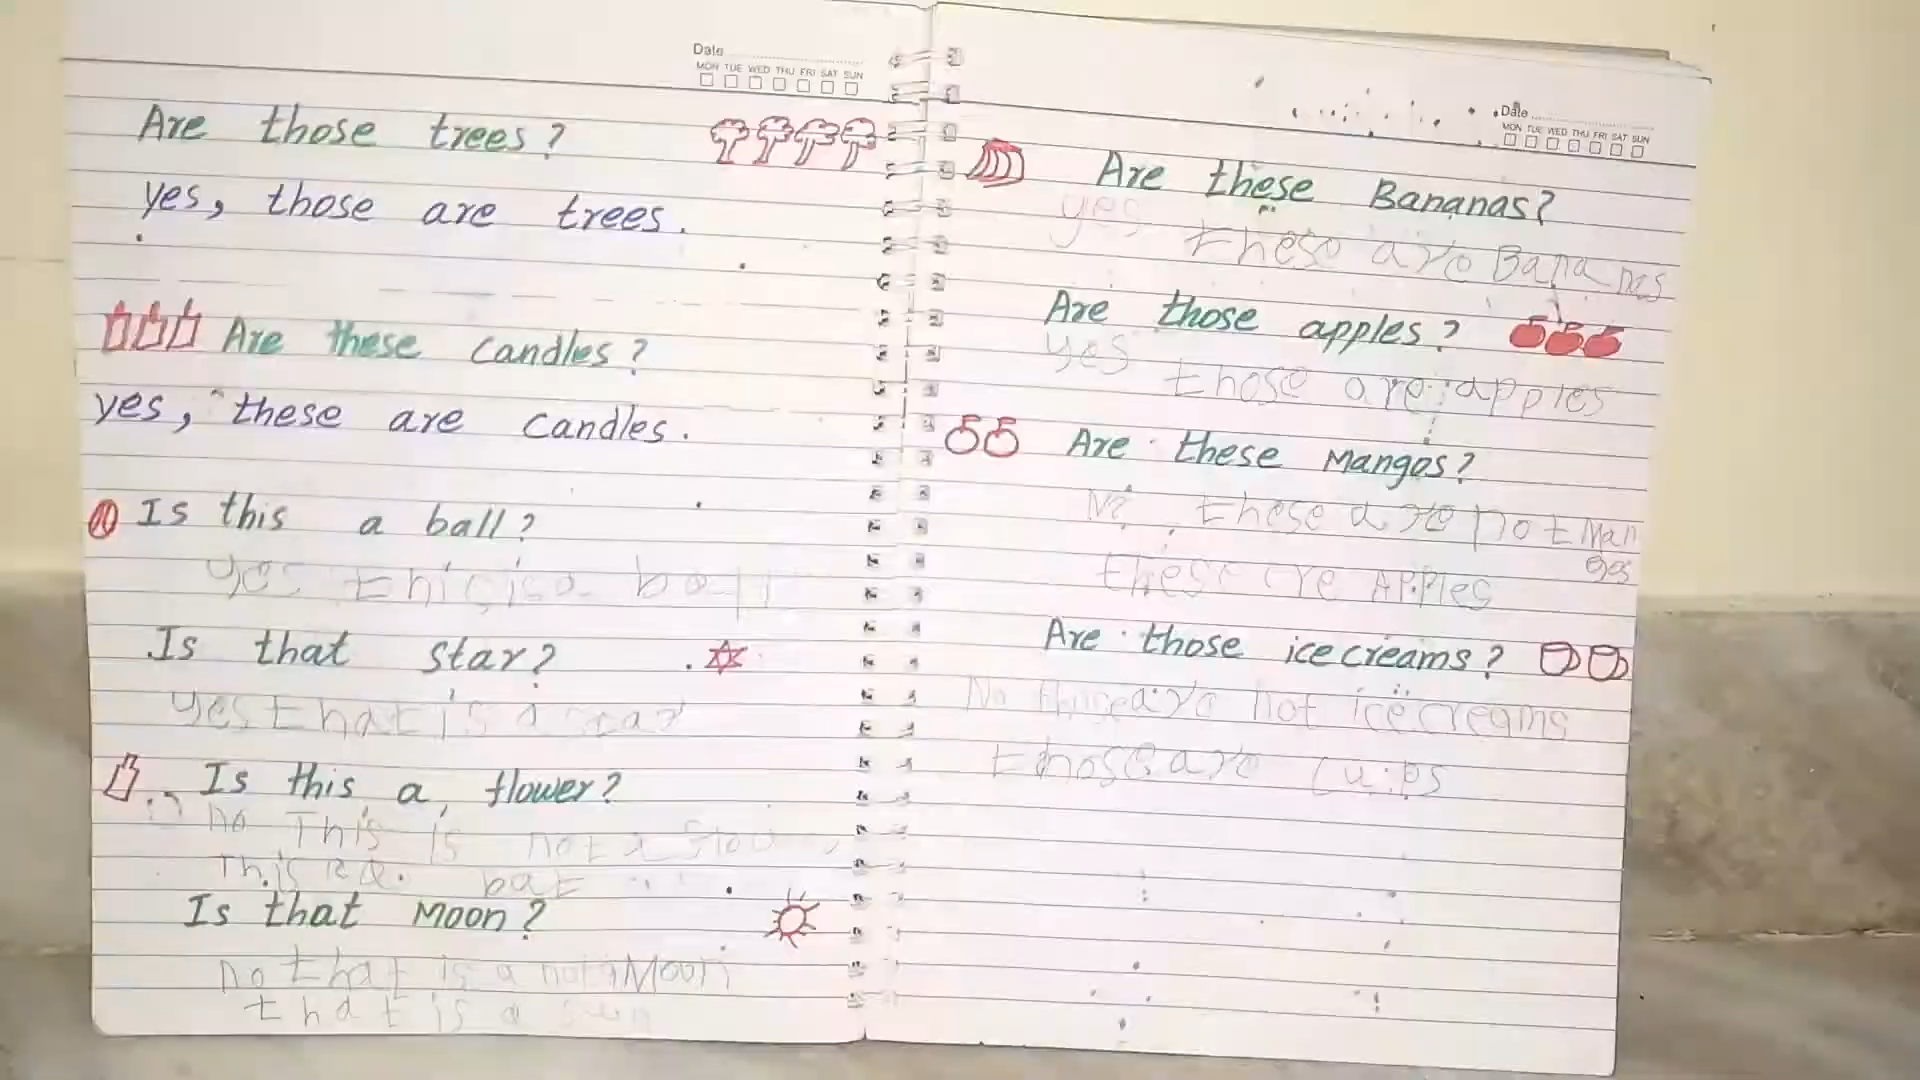 Date
MON TUE WED THU FRI SAT SUN
Are those trees?
yes, those are trees.
Are these candles?
yes, these are candles.
Is this a ball?
yes this is a ball
Is that star?
yes that is a star
Is this a flower?
no This is not a flow
This is a bat
Is that Moon?
no that is a not a Moon
that is a sun
Date
MON TUE WED THU FRI SAT SUN
Are these Bananas?
yes these are Bananas
Are those apples?
yes those are apples
Are these Mangos?
No, these are not Man
gos
these are APPles
Are those icecreams?
No those are not icecreams
those are Cups